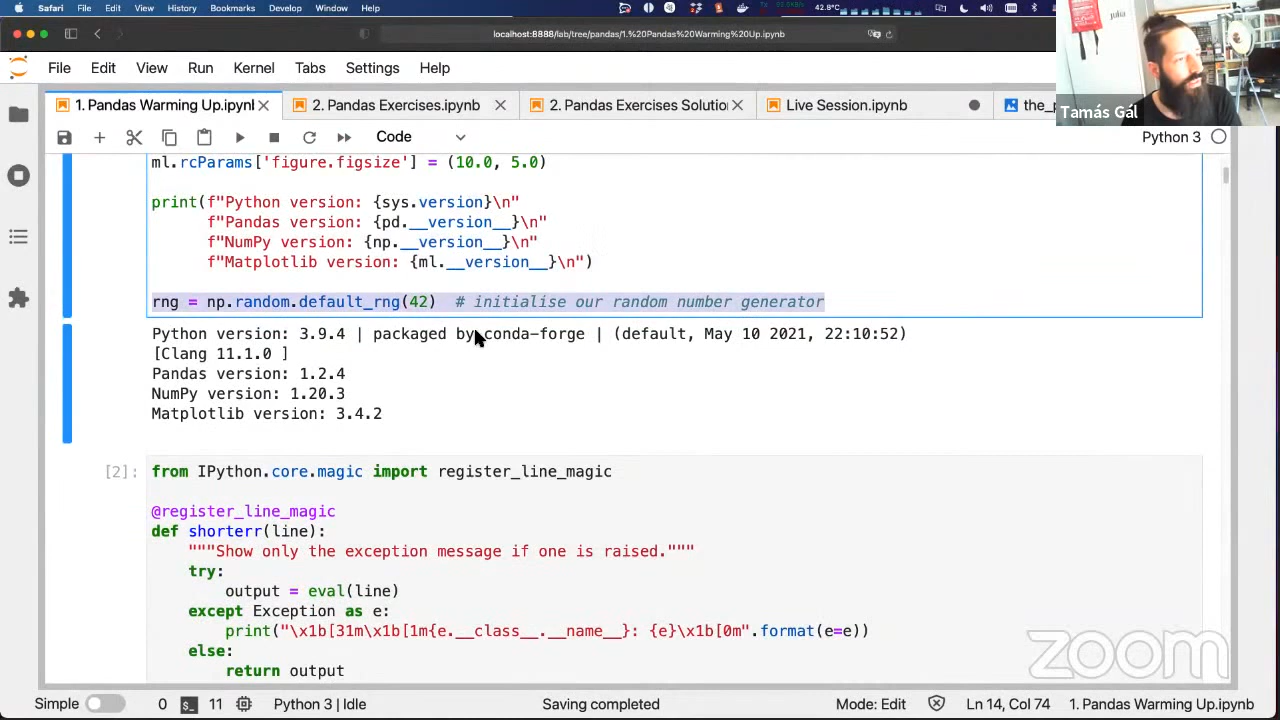 Safari File Edit View History Bookmarks Develop Window Help
42.8°C
localhost:8888/lab/tree/pandas/1.%20Pandas%20Warming%20Up.ipynb
julia
File Edit View Run Kernel Tabs Settings Help
Tamás Gál
1. Pandas Warming Up.ipynl
2. Pandas Exercises.ipynb
2. Pandas Exercises Solutio
Live Session.ipynb
the_p
Code
Python 3
ml.rcParams['figure.figsize'] = (10.0, 5.0)
print(f"Python version: {sys.version}\n"
f"Pandas version: {pd.__version__}\n"
f"NumPy version: {np.__version__}\n"
f"Matplotlib version: {ml.__version__}\n")
rng = np.random.default_rng(42)  # initialise our random number generator
Python version: 3.9.4 | packaged by conda-forge | (default, May 10 2021, 22:10:52)
[Clang 11.1.0 ]
Pandas version: 1.2.4
NumPy version: 1.20.3
Matplotlib version: 3.4.2
[2]: from IPython.core.magic import register_line_magic
@register_line_magic
def shorterr(line):
"""Show only the exception message if one is raised."""
try:
output = eval(line)
except Exception as e:
print("\x1b[31m\x1b[1m{e.__class__.__name__}: {e}\x1b[0m".format(e=e))
else:
return output
zoom
Simple 0 11 Python 3 | Idle Saving completed Mode: Edit Ln 14, Col 74 1. Pandas Warming Up.ipynb